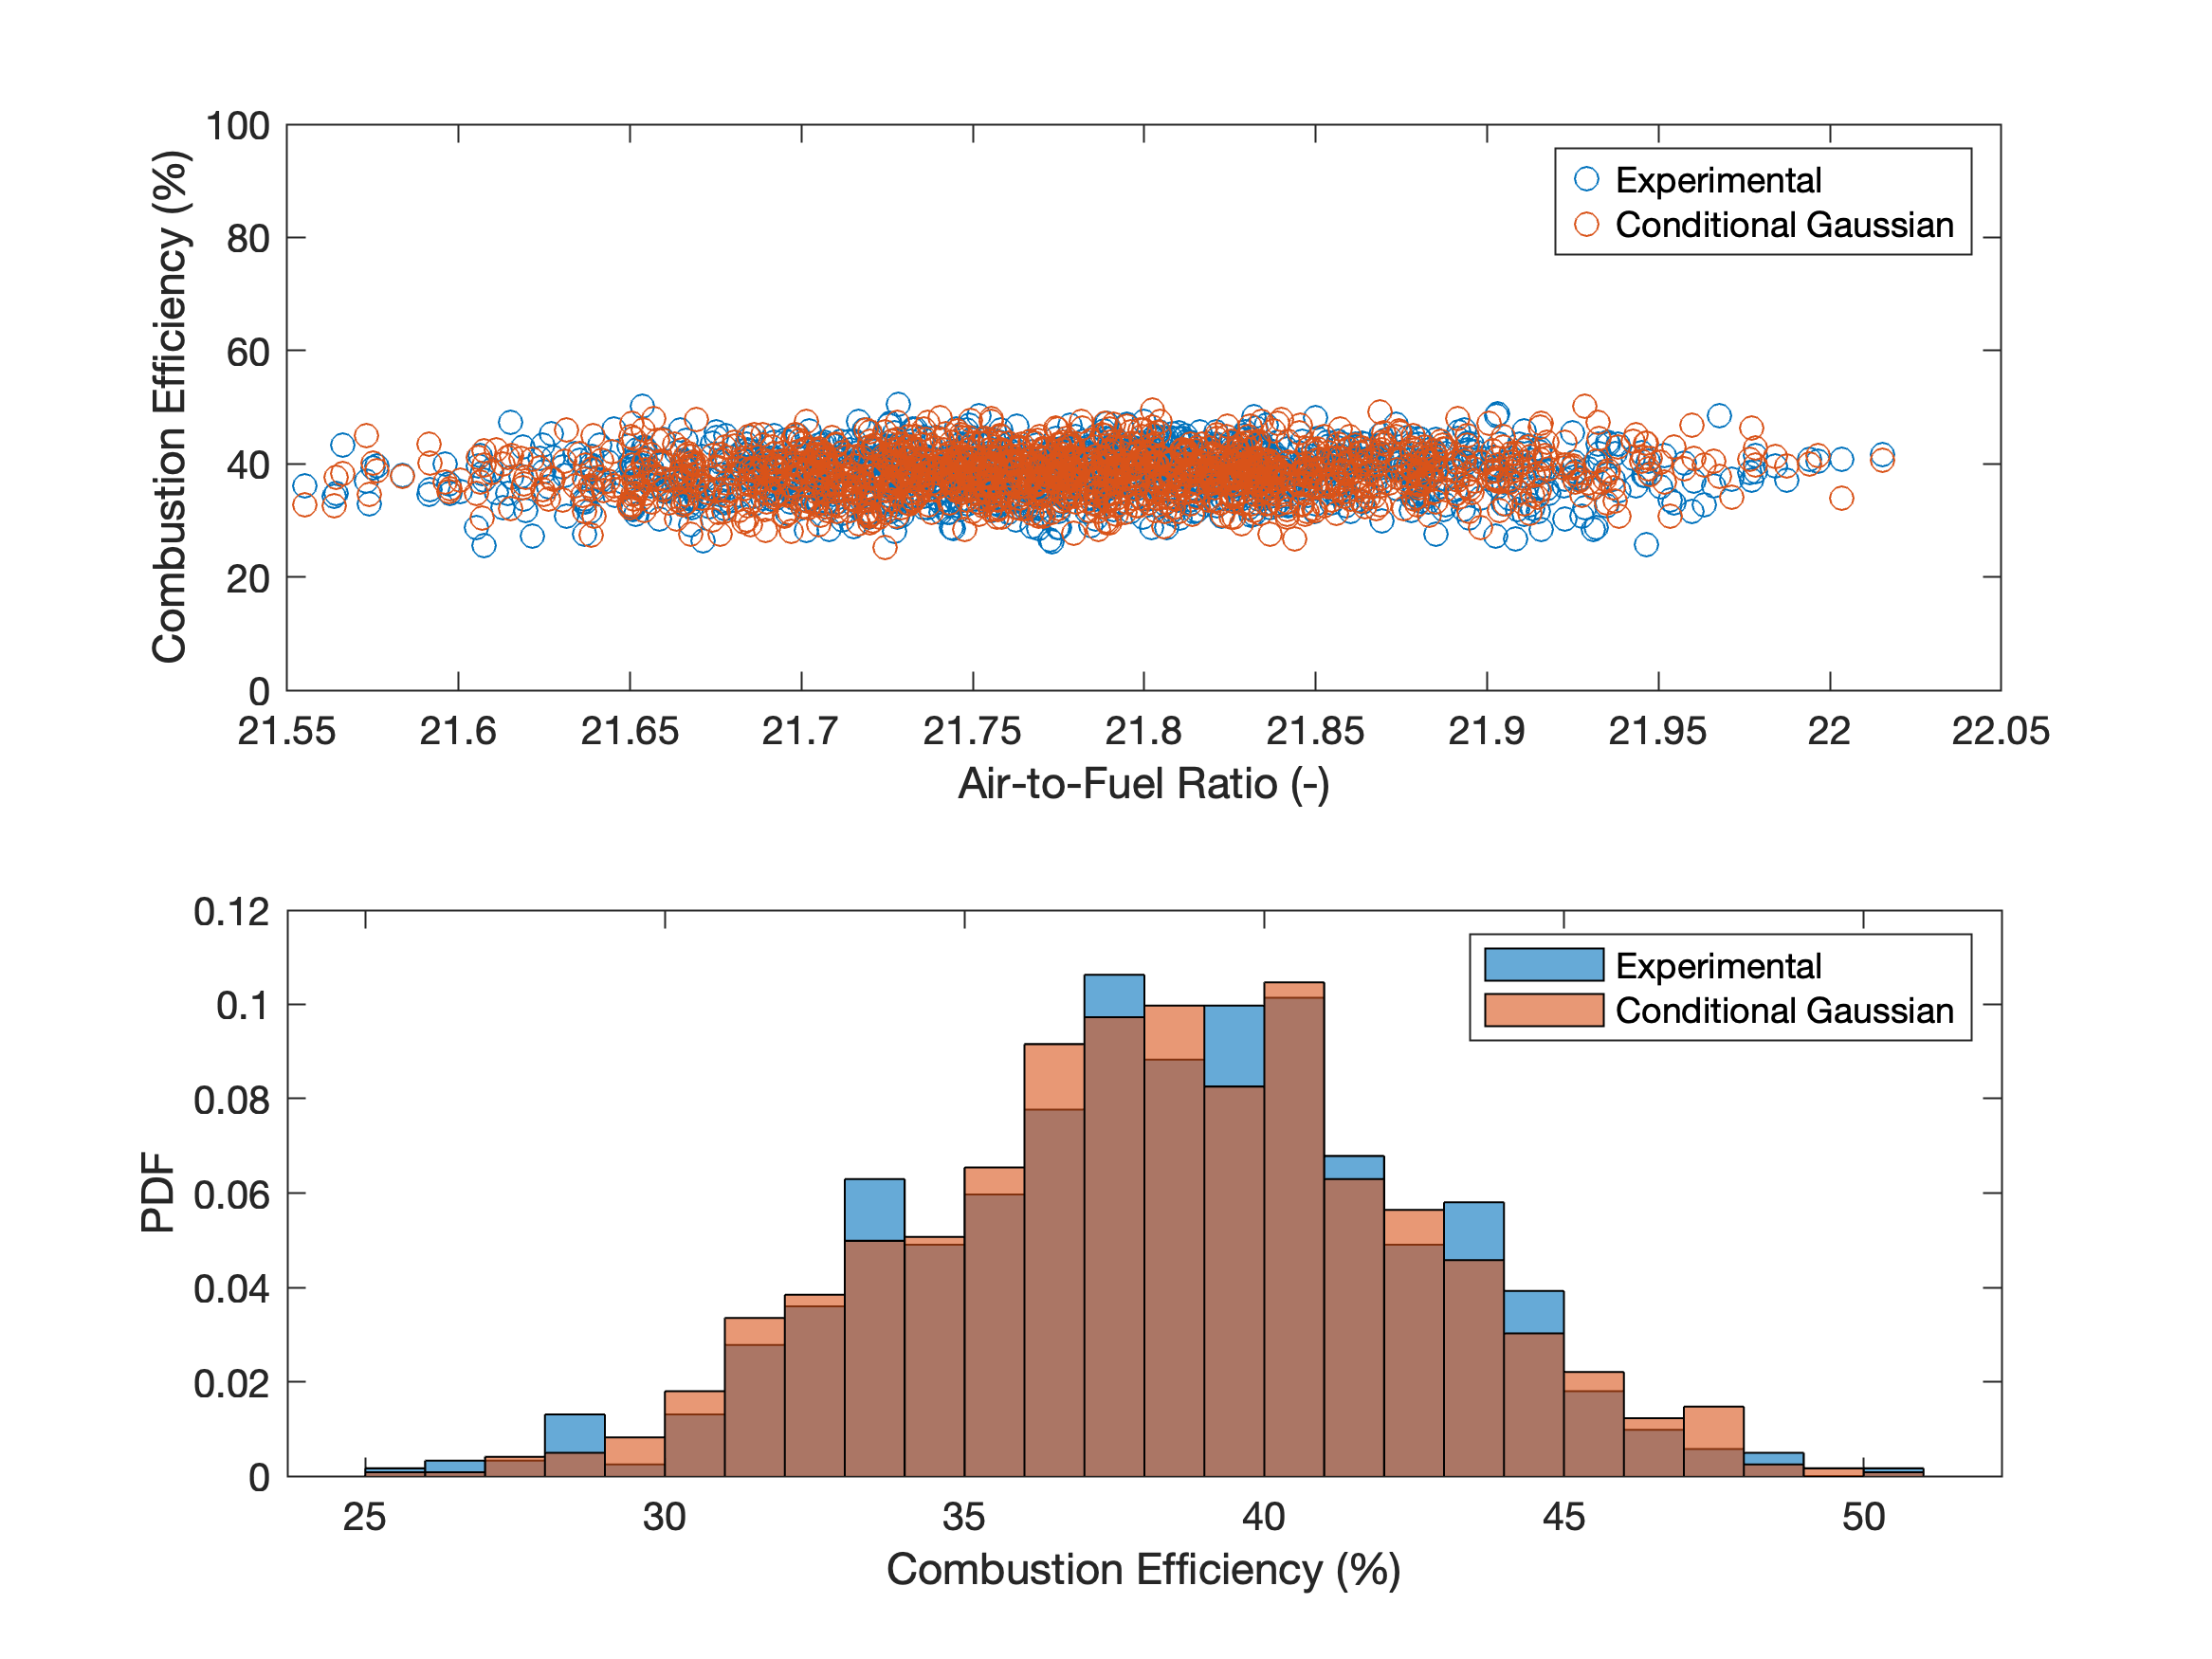 100
80
60
40
20
0
Combustion Efficiency (%)
Experimental
Conditional Gaussian
21.55 21.6 21.65 21.7 21.75 21.8 21.85 21.9 21.95 22 22.05
Air-to-Fuel Ratio (-)
0.12
0.1
0.08
0.06
0.04
0.02
0
PDF
Experimental
Conditional Gaussian
25 30 35 40 45 50
Combustion Efficiency (%)